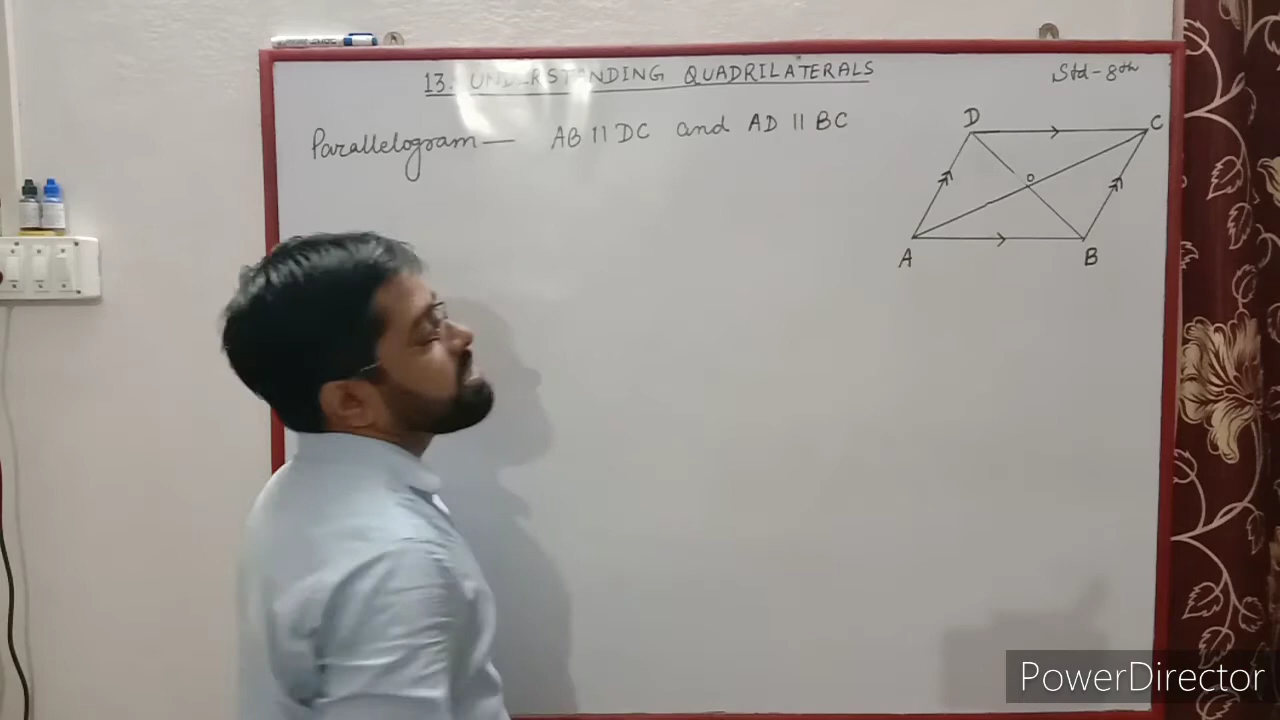 13. UNDERSTANDING QUADRILATERALS
Std - 8th
Parallelogram — AB || DC and AD || BC
D C
O
A B
PowerDirector